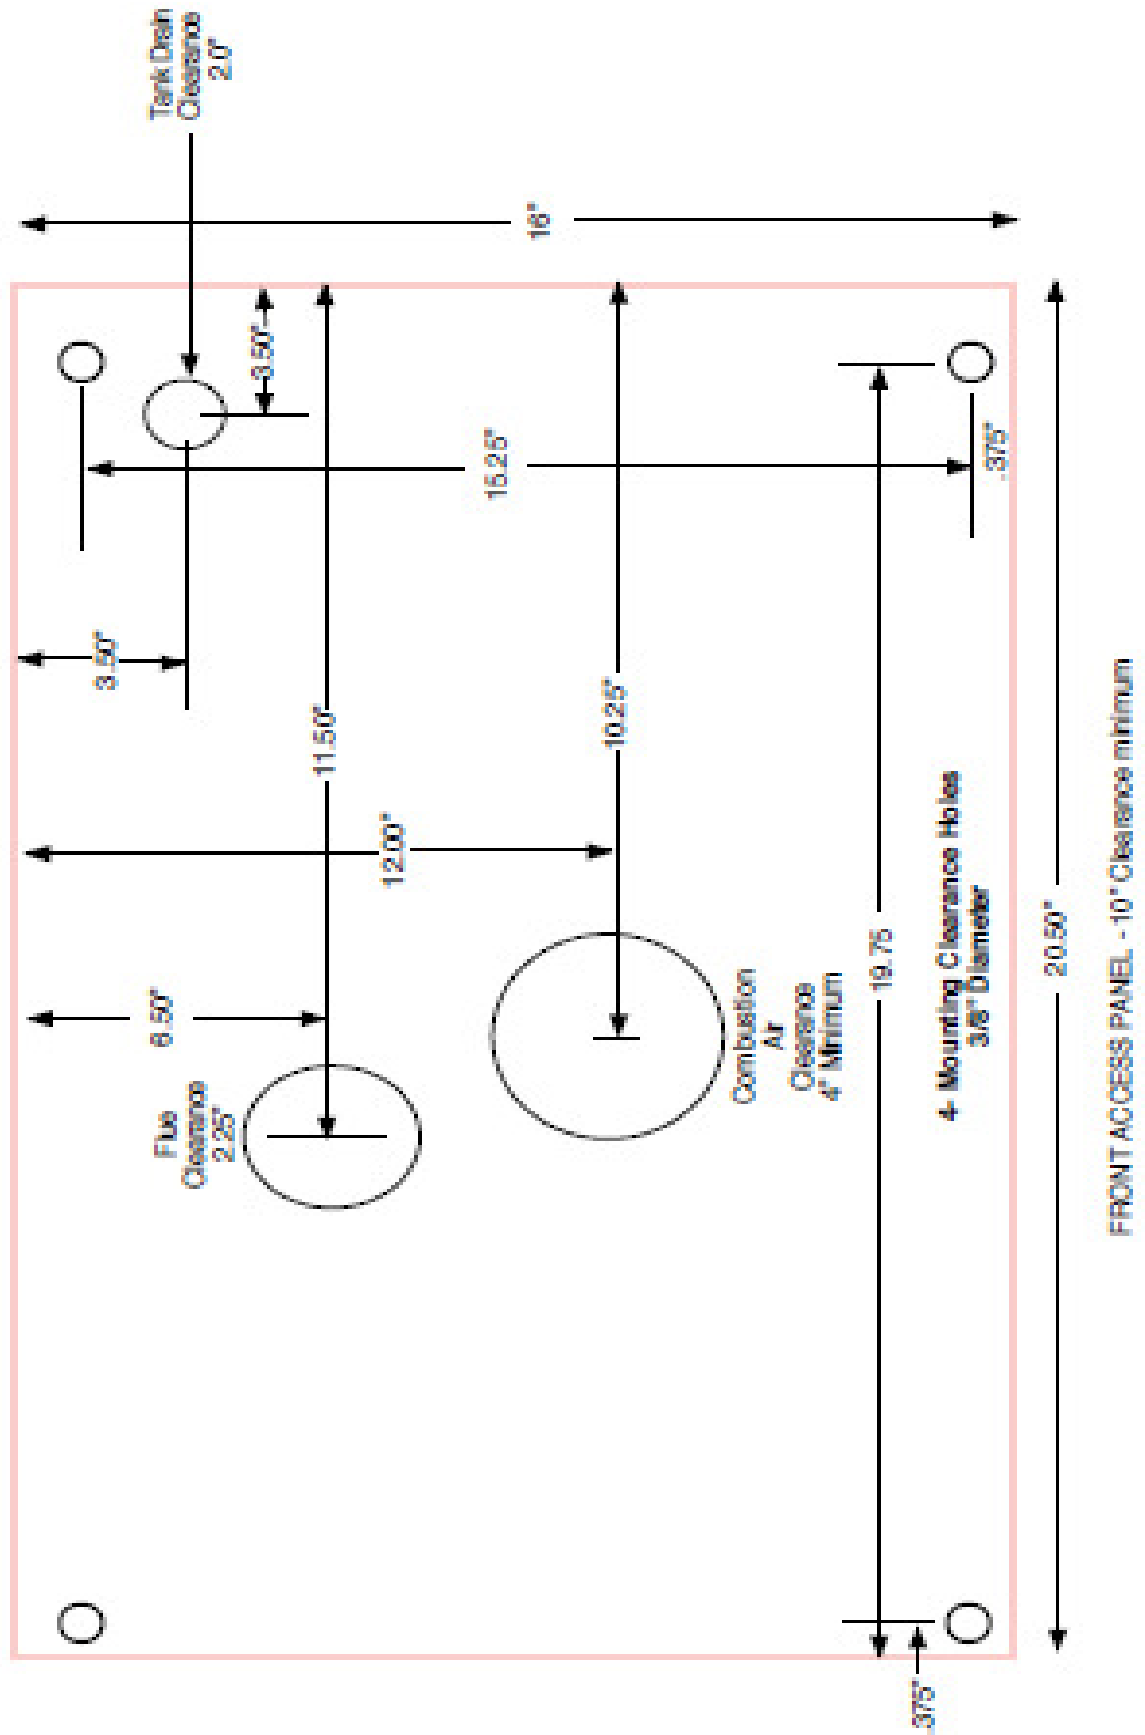 3.50"
Tank Drain
Clearance
2.0"
Flue
Clearance
2.25"
6.50"
3.50"
11.50"
12.00"
15.25"
16"
10.25"
Combustion
Air
Clearance
4" Minimum
19.75
.375"
4- Mounting Clearance Holes
3/8" Diameter
.375"
20.50"
FRONT ACCESS PANEL - 10" Clearance minimum